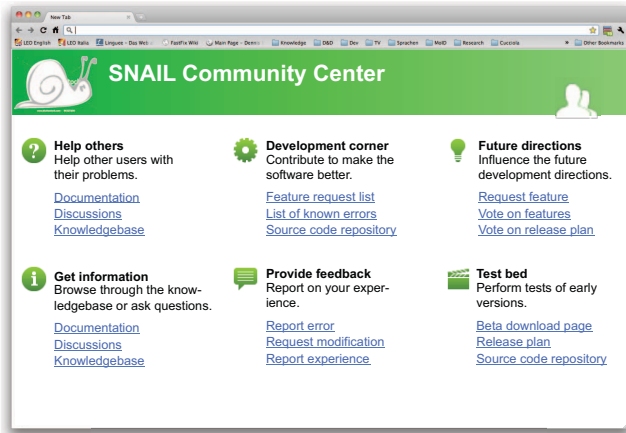 New Tab
LEO English LEO Italia Linguee - Das Web FastFix Wiki Main Page - Dennis Knowledge D&D Dev TV Sprachen MoID Research Cucciola » Other Bookmarks
SNAIL Community Center
Help others
Help other users with
their problems.
Documentation
Discussions
Knowledgebase
Development corner
Contribute to make the
software better.
Feature request list
List of known errors
Source code repository
Future directions
Influence the future
development directions.
Request feature
Vote on features
Vote on release plan
Get information
Browse through the know-
ledgebase or ask questions.
Documentation
Discussions
Knowledgebase
Provide feedback
Report on your exper-
ience.
Report error
Request modification
Report experience
Test bed
Perform tests of early
versions.
Beta download page
Release plan
Source code repository